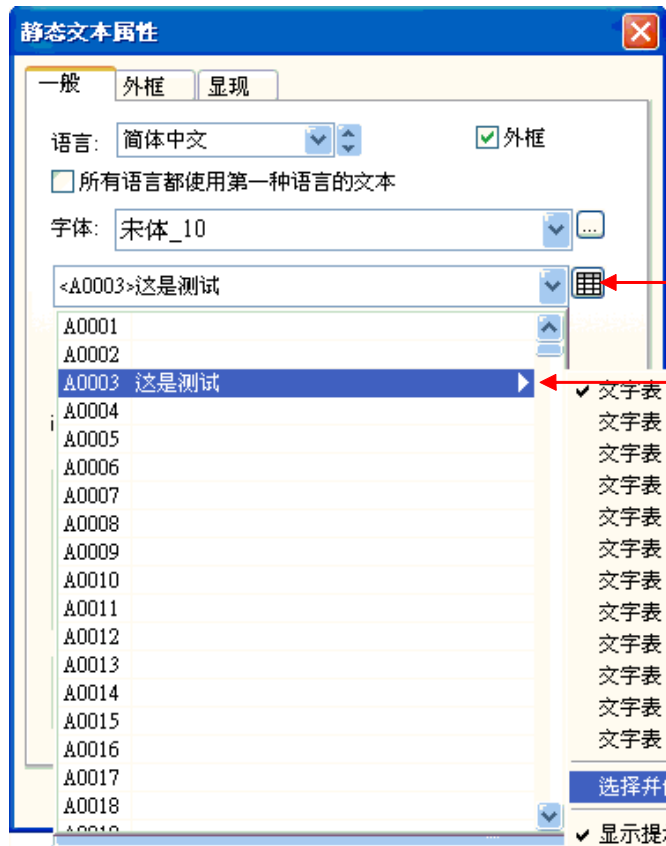 静态文本属性
一般 外框 显现
语言: 简体中文 外框
所有语言都使用第一种语言的文本
字体: 宋体_10 ...
<A0003>这是测试
A0001
A0002
A0003 这是测试
A0004
A0005
A0006
A0007
A0008
A0009
A0010
A0011
A0012
A0013
A0014
A0015
A0016
A0017
A0018
文字表
文字表
文字表
文字表
文字表
文字表
文字表
文字表
文字表
文字表
文字表
文字表
选择并
显示提